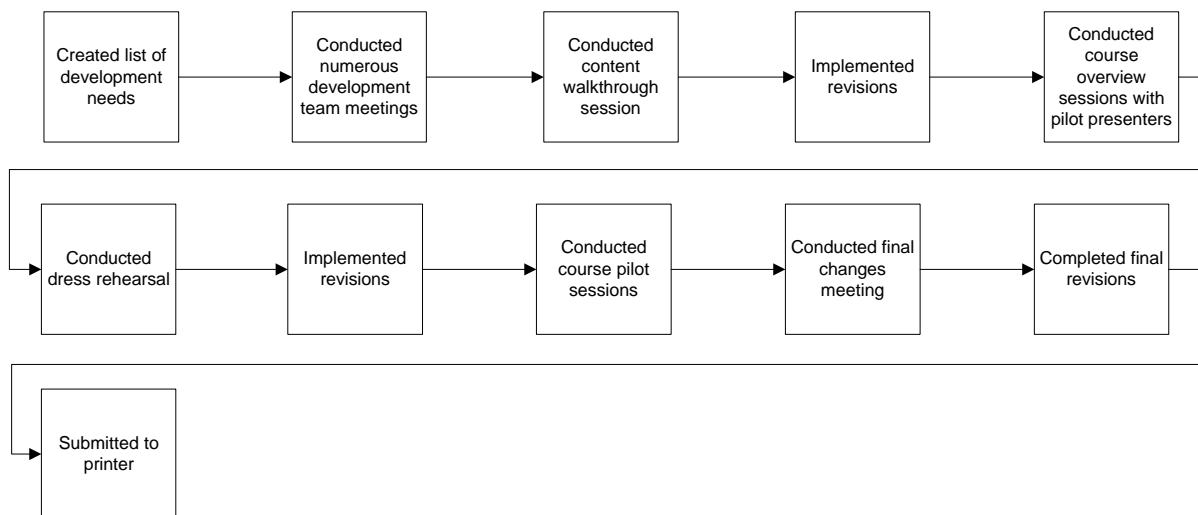 Created list of
development
needs
Conducted
numerous
development
team meetings
Conducted
content
walkthrough
session
Implemented
revisions
Conducted
course
overview
sessions with
pilot presenters
Conducted
dress rehearsal
Implemented
revisions
Conducted
course pilot
sessions
Conducted final
changes
meeting
Completed final
revisions
Submitted to
printer